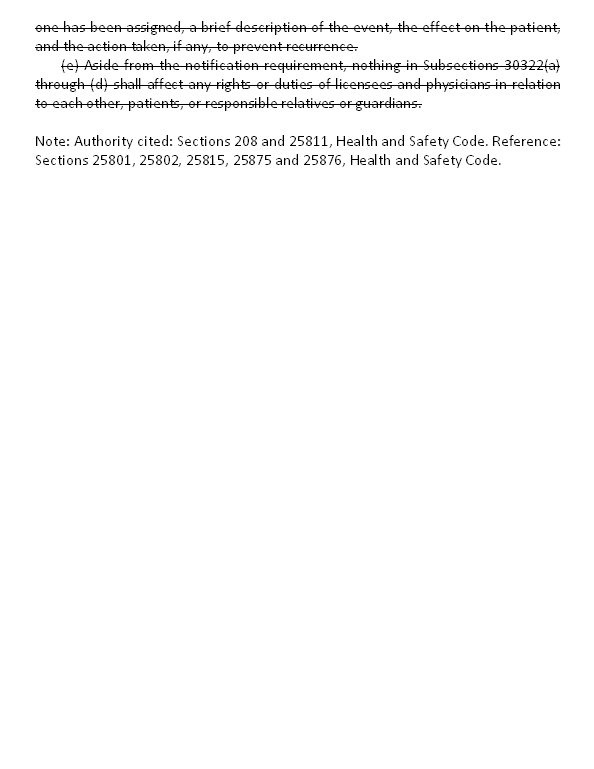 one has been assigned, a brief description of the event, the effect on the patient,
and the action taken, if any, to prevent recurrence.
(e) Aside from the notification requirement, nothing in Subsections 30322(a)
through (d) shall affect any rights or duties of licensees and physicians in relation
to each other, patients, or responsible relatives or guardians.
Note: Authority cited: Sections 208 and 25811, Health and Safety Code. Reference:
Sections 25801, 25802, 25815, 25875 and 25876, Health and Safety Code.